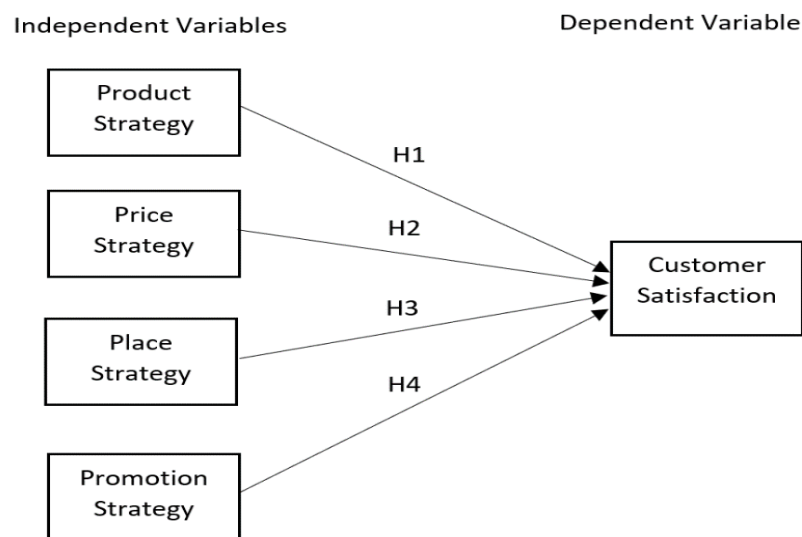 Independent Variables
Dependent Variable
Product
Strategy
H1
Price
Strategy
H2
Customer
Satisfaction
H3
Place
Strategy
H4
Promotion
Strategy